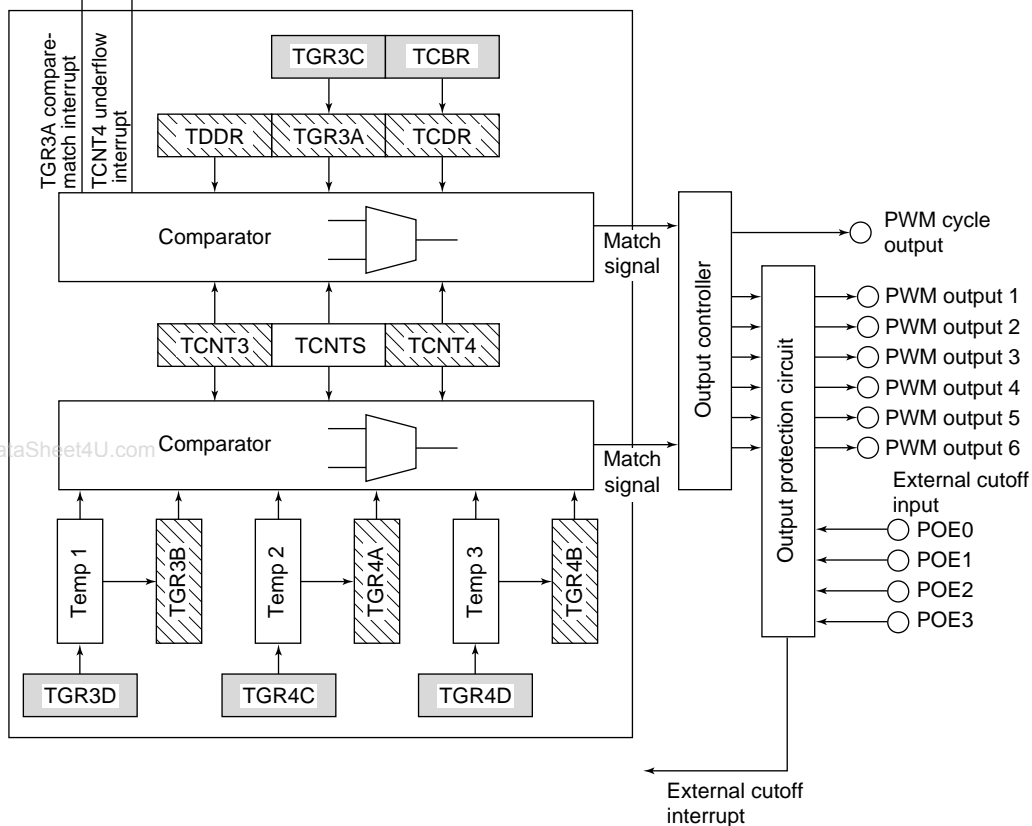 TGR3A compare-
match interrupt
TCNT4 underflow
interrupt
TGR3C
TCBR
TDDR
TGR3A
TCDR
Comparator
Match
signal
TCNT3
TCNTS
TCNT4
Comparator
Match
signal
Output controller
Output protection circuit
PWM cycle
output
PWM output 1
PWM output 2
PWM output 3
PWM output 4
PWM output 5
PWM output 6
External cutoff
input
POE0
POE1
POE2
POE3
Temp 1
TGR3B
Temp 2
TGR4A
Temp 3
TGR4B
TGR3D
TGR4C
TGR4D
External cutoff
interrupt
aSheet4U.com